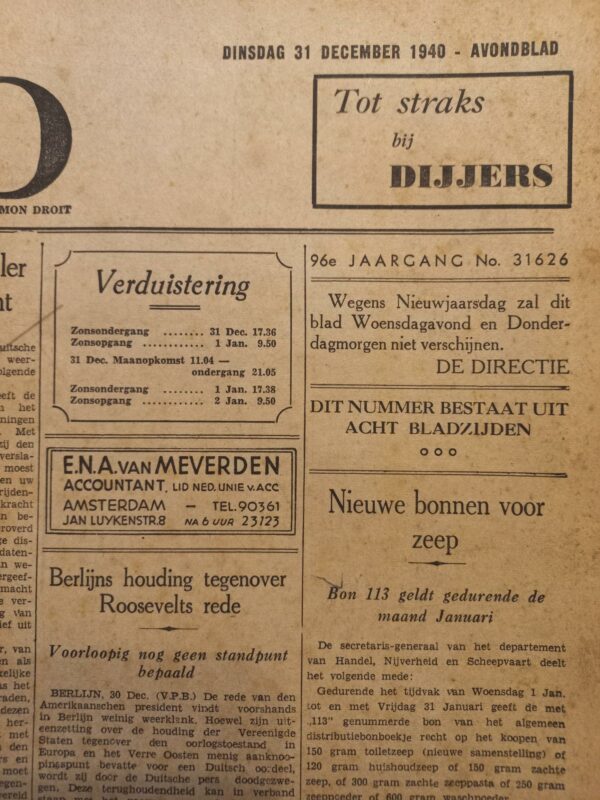 DINSDAG 31 DECEMBER 1940 - AVONDBLAD
Tot straks
bij
DIJJERS
MON DROIT
96e JAARGANG No. 31626
Wegens Nieuwjaarsdag zal dit
blad Woensdagavond en Donder-
dagmorgen niet verschijnen.
DE DIRECTIE
DIT NUMMER BESTAAT UIT
ACHT BLADZIJDEN
Verduistering
Zonsondergang ........ 31 Dec. 17.36
Zonsopgang ........... 1 Jan. 9.50
31 Dec. Maanopkomst 11.04 —
ondergang 21.05
Zonsondergang ........ 1 Jan. 17.38
Zonsopgang ........... 2 Jan. 9.50
E.N.A. VAN MEVERDEN
ACCOUNTANT, LID NED. UNIE v. ACC
AMSTERDAM — TEL. 90361
JAN LUYKENSTR. 8 NA 6 UUR 23123
Berlijns houding tegenover
Roosevelts rede
Voorloopig nog geen standpunt
bepaald
BERLIJN, 30 Dec. (V.P.B.) De rede van den
Amerikaanschen president vindt voorshands
in Berlijn weinig weerklank. Hoewel zijn uit-
eenzetting over de houding der Vereenigde
Staten tegenover den oorlogstoestand in
Europa en het Verre Oosten menig aanknoo-
pingspunt bevatte voor een Duitsch oordeel,
wordt zij door de Duitsche pers doodgezwe-
gen. Deze terughoudendheid kan in verband
Nieuwe bonnen voor
zeep
Bon 113 geldt gedurende de
maand Januari
De secretaris-generaal van het departement
van Handel, Nijverheid en Scheepvaart deelt
het volgende mede:
Gedurende het tijdvak van Woensdag 1 Jan.
tot en met Vrijdag 31 Januari geeft de met
„113" genummerde bon van het algemeen
distributiebonboekje recht op het koopen van
150 gram toiletzeep (nieuwe samenstelling) of
120 gram huishoudzeep of 150 gram zachte
zeep, of 300 gram zachte zeeppasta of 250 gram
zeeppoeder of 600 gram waschpoeder